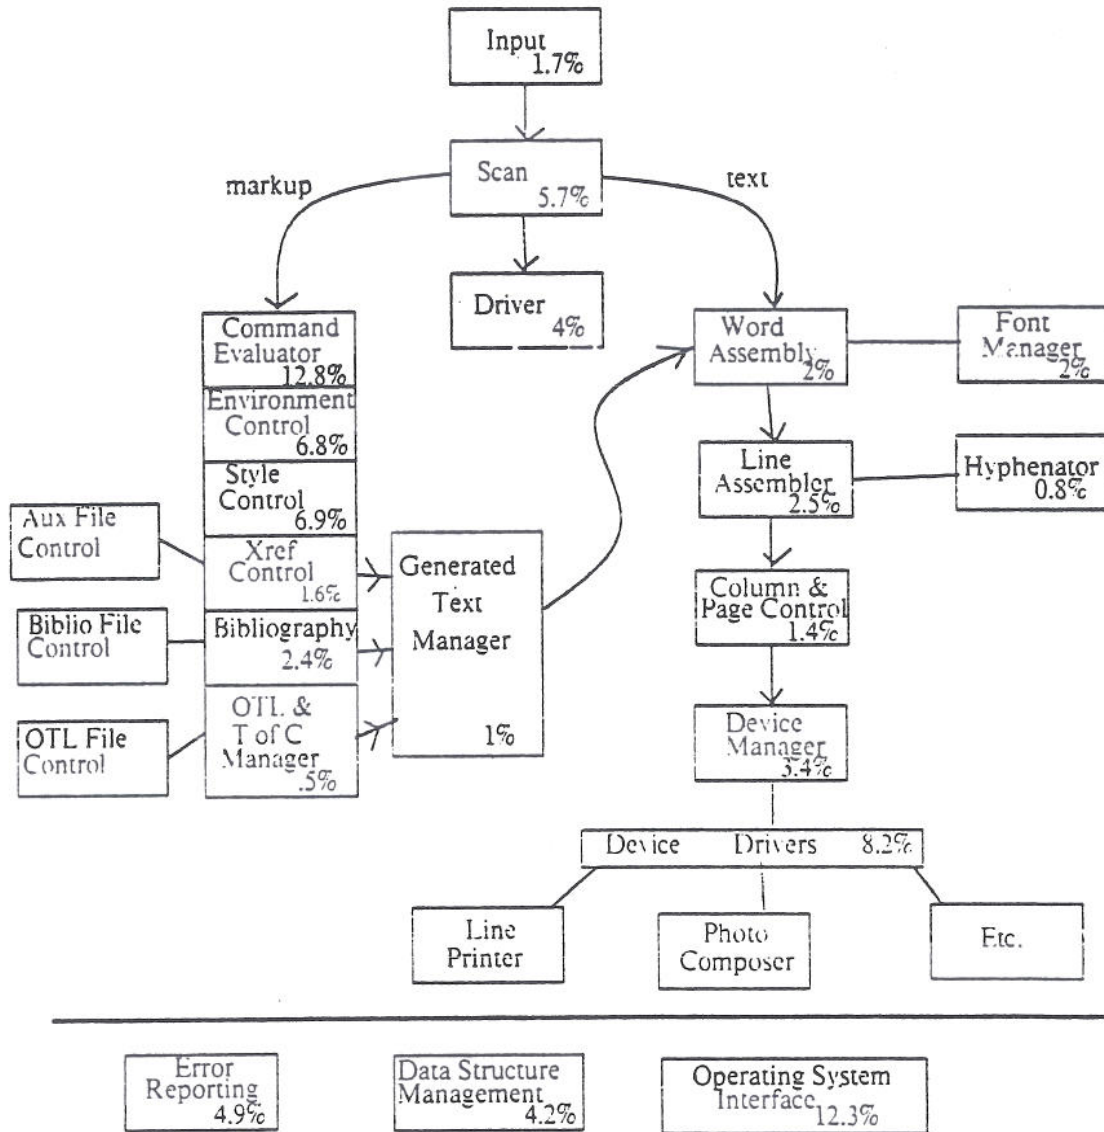 Input
1.7%
Scan
5.7%
markup
text
Driver
4%
Command
Evaluator
12.8%
Environment
Control
6.8%
Style
Control
6.9%
Xref
Control
1.6%
Bibliography
2.4%
OTL &
T of C
Manager
.5%
Aux File
Control
Biblio File
Control
OTL File
Control
Generated
Text
Manager
1%
Word
Assembly
2%
Font
Manager
2%
Line
Assembler
2.5%
Hyphenator
0.8%
Column &
Page Control
1.4%
Device
Manager
3.4%
Device Drivers 8.2%
Line
Printer
Photo
Composer
Etc.
Error
Reporting
4.9%
Data Structure
Management
4.2%
Operating System
Interface
12.3%